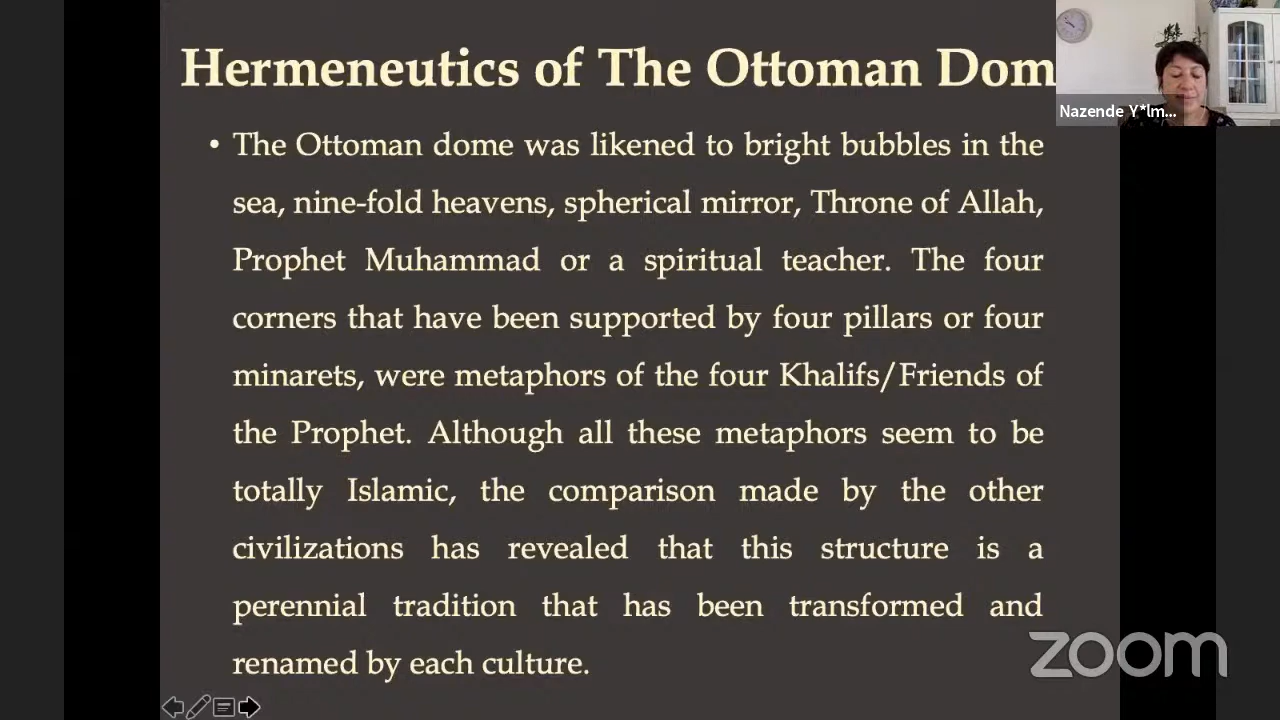 Hermeneutics of The Ottoman Dom
Nazende Y*lm...
• The Ottoman dome was likened to bright bubbles in the
sea, nine-fold heavens, spherical mirror, Throne of Allah,
Prophet Muhammad or a spiritual teacher. The four
corners that have been supported by four pillars or four
minarets, were metaphors of the four Khalifs/Friends of
the Prophet. Although all these metaphors seem to be
totally Islamic, the comparison made by the other
civilizations has revealed that this structure is a
perennial tradition that has been transformed and
renamed by each culture.
zoom